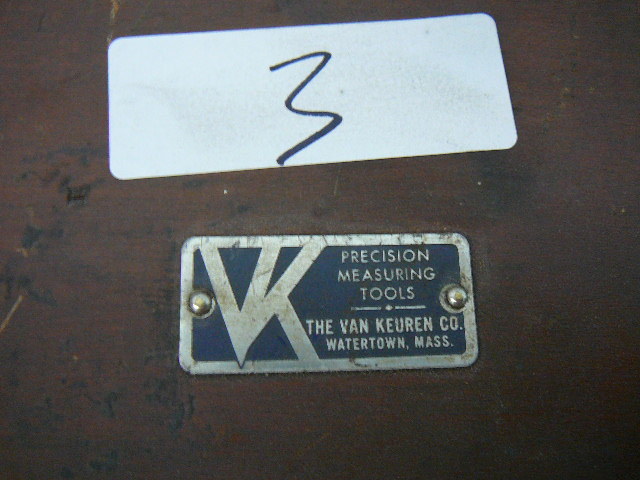 3
VK
PRECISION
MEASURING
TOOLS
THE VAN KEUREN CO.
WATERTOWN, MASS.